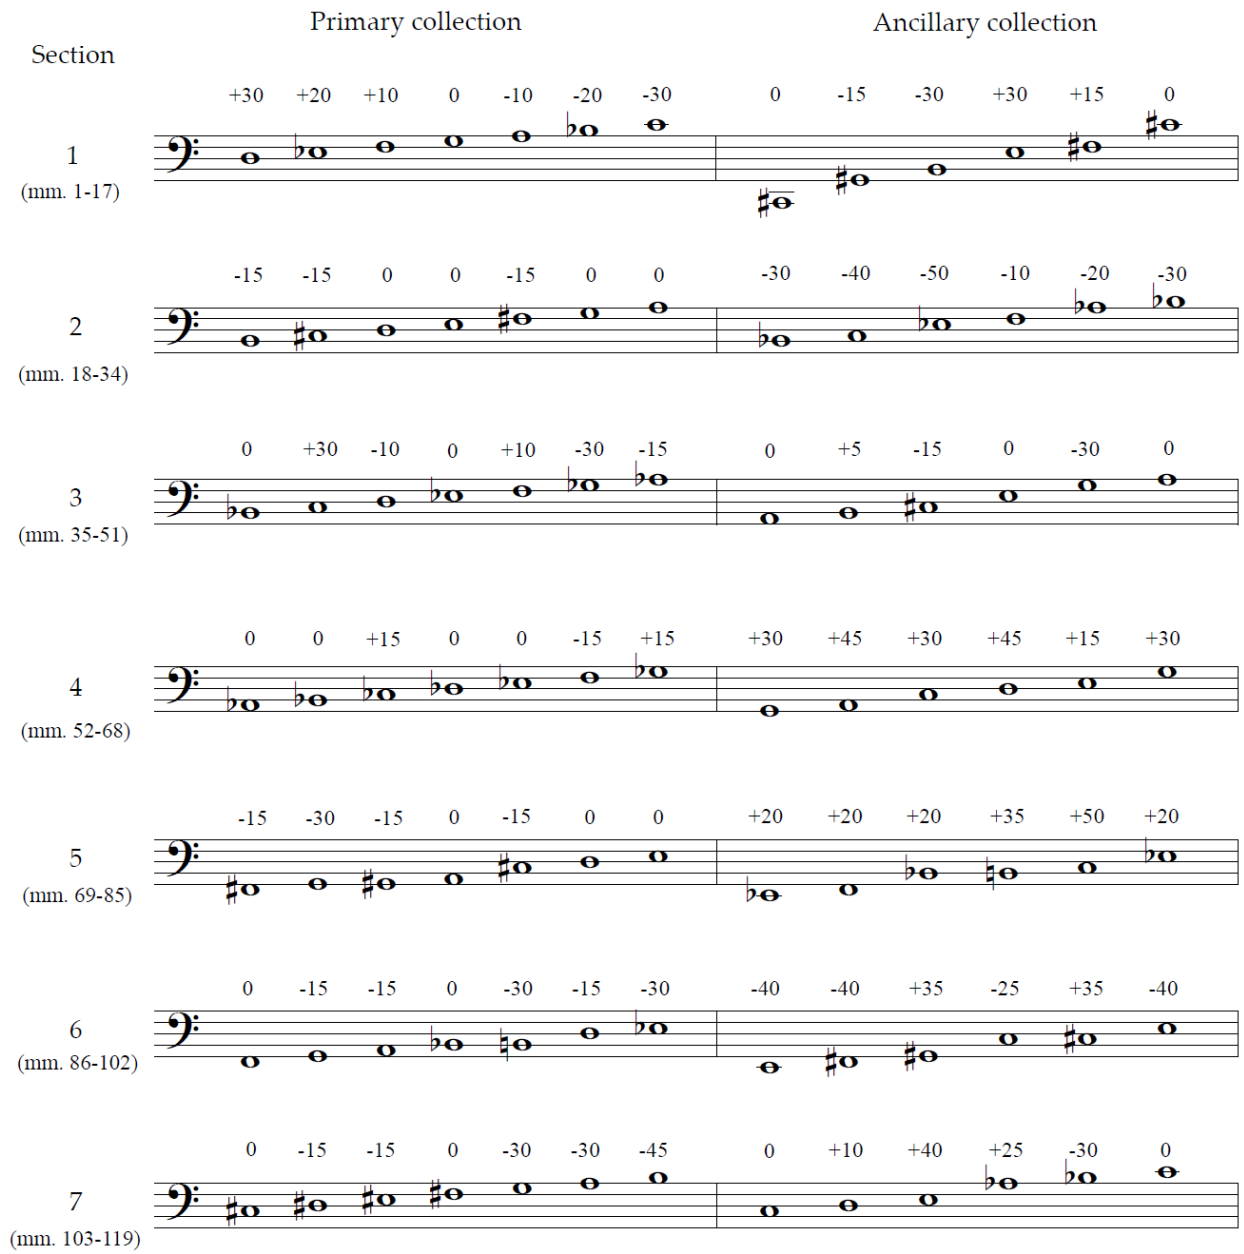 Primary collection Ancillary collection
Section
+30 +20 +10 0 -10 -20 -30 0 -15 -30 +30 +15 0
1
(mm. 1-17)
-15 -15 0 0 -15 0 0 -30 -40 -50 -10 -20 -30
2
(mm. 18-34)
0 +30 -10 0 +10 -30 -15 0 +5 -15 0 -30 0
3
(mm. 35-51)
0 0 +15 0 0 -15 +15 +30 +45 +30 +45 +15 +30
4
(mm. 52-68)
-15 -30 -15 0 -15 0 0 +20 +20 +20 +35 +50 +20
5
(mm. 69-85)
0 -15 -15 0 -30 -15 -30 -40 -40 +35 -25 +35 -40
6
(mm. 86-102)
0 -15 -15 0 -30 -30 -45 0 +10 +40 +25 -30 0
7
(mm. 103-119)